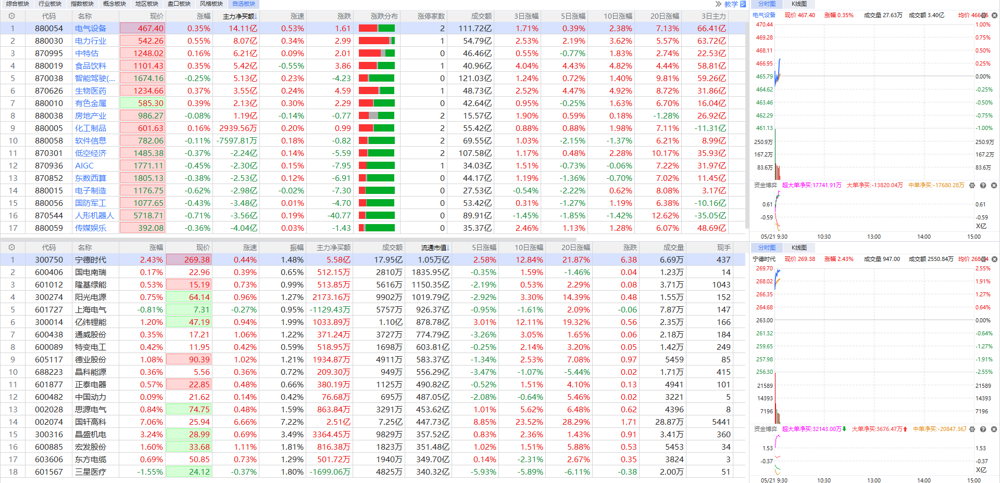 综合板块 行业板块 指数板块 概念板块 地区板块 盘口板块 风格板块 自选板块 教学
代码 名称 现价 涨幅 主力净买额↓ 涨速 涨跌 涨跌分布 涨停家数 成交额 3日涨幅 5日涨幅 10日涨幅 20日涨幅 3日主力
1 880054 电气设备 467.40 0.35% 14.11亿 0.53% 1.61 2 111.72亿 1.71% 0.39% 2.38% 7.13% 66.41亿
2 880030 电力行业 542.26 0.55% 8.07亿 0.34% 2.99 1 54.79亿 2.53% 2.19% 3.62% 5.57% 63.72亿
3 870995 中特估 1248.02 0.16% 6.21亿 0.09% 2.01 0 46.46亿 0.55% -0.77% 1.83% 2.74% 22.53亿
4 880019 食品饮料 1101.43 0.35% 5.42亿 -0.55% 3.86 1 40.96亿 4.04% 4.43% 4.82% 4.44% 58.81亿
5 870038 智能驾驶(... 1674.16 -0.25% 5.13亿 0.23% -4.23 0 121.03亿 1.24% 0.72% 1.40% 9.81% 59.26亿
6 870626 生物医药 1234.66 0.37% 3.55亿 0.24% 4.59 1 48.73亿 2.52% 4.47% 4.92% 8.72% 31.86亿
7 880010 有色金属 585.30 0.39% 2.13亿 0.30% 2.29 0 42.64亿 0.95% -0.25% 1.63% 6.70% 16.04亿
8 880038 房地产业 986.27 -0.08% 1.19亿 -0.14% -0.77 2 15.57亿 1.90% 0.59% 0.18% -1.28% 26.92亿
9 880005 化工制品 601.63 0.16% 2939.56万 0.20% 0.99 2 55.42亿 0.88% 0.88% 1.98% 7.11% -11.31亿
10 880058 软件信息 782.06 -0.11% -7597.81万 0.18% -0.82 2 69.55亿 1.03% -2.15% -1.37% 6.21% 8.99亿
11 870301 低空经济 1485.38 -0.37% -2.24亿 0.14% -5.59 2 107.58亿 1.17% 0.48% 2.28% 10.17% 35.93亿
12 870936 AIGC 1771.11 -0.45% -2.30亿 0.15% -7.95 1 34.03亿 1.51% -0.73% -0.06% 7.22% 31.97亿
13 870852 东数西算 1805.13 -0.38% -2.53亿 0.12% -6.91 0 44.17亿 1.19% -1.36% -0.70% 7.02% 11.45亿
14 880015 电子制造 1176.75 -0.62% -2.98亿 -0.02% -7.30 0 27.53亿 -0.54% -2.22% 0.62% 8.08% 3.17亿
15 880056 国防军工 1077.65 -0.43% -3.48亿 0.01% -4.70 0 53.42亿 0.31% -1.27% 1.19% 6.38% -10.16亿
16 870544 人形机器人 5718.71 -0.71% -3.56亿 0.19% -40.77 0 89.91亿 -1.45% -1.85% -1.42% 12.62% -35.05亿
17 880059 传媒娱乐 392.08 -0.36% -4.04亿 0.03% -1.43 0 35.37亿 2.46% 1.13% 1.28% 6.07% 48.69亿
代码 名称 涨幅 现价 涨速 振幅 主力净买额 成交额 流通市值↓ 5日涨幅 10日涨幅 20日涨幅 涨跌 成交量 现手
1 300750 宁德时代 2.43% 269.38 0.44% 1.48% 5.58亿 17.95亿 1.05万亿 2.58% 12.84% 21.87% 6.38 6.69万 437
2 600406 国电南瑞 0.17% 22.96 0.39% 0.65% 512.15万 2810万 1835.95亿 -0.35% 1.59% -1.46% 0.04 1.23万 14
3 601012 隆基绿能 0.53% 15.19 0.73% 0.99% 513.85万 5616万 1150.35亿 -2.19% 0.53% 2.29% 0.08 3.71万 1043
4 300274 阳光电源 0.75% 64.14 0.96% 1.27% 2173.16万 9902万 1019.79亿 -2.92% 3.30% 14.39% 0.48 1.55万 152
5 601727 上海电气 -0.81% 7.31 -0.27% 0.95% -1129.43万 5757万 926.37亿 -0.95% -1.61% 2.09% -0.06 7.87万 147
6 300014 亿纬锂能 1.20% 47.19 0.94% 1.99% 1033.89万 1.10亿 878.78亿 3.01% 12.11% 19.32% 0.56 2.35万 166
7 600438 通威股份 0.35% 17.21 1.06% 1.22% 371.24万 3727万 774.79亿 -3.26% 3.05% 1.65% 0.06 2.18万 184
8 600089 特变电工 0.42% 11.95 0.42% 0.59% 518.95万 1698万 603.81亿 -0.25% 2.14% 3.20% 0.05 1.42万 249
9 605117 德业股份 1.08% 90.39 1.02% 1.21% 1934.87万 4911万 583.37亿 -1.34% 2.53% 7.08% 0.97 5459 85
10 688223 晶科能源 0.36% 5.56 0.36% 0.72% 209.30万 949万 556.29亿 -3.47% -1.07% -5.44% 0.02 1.71万 415
11 601877 正泰电器 0.57% 22.85 0.48% 0.66% 380.19万 1125万 490.82亿 -0.52% 1.51% 4.10% 0.13 4941 101
12 600482 中国动力 0.09% 21.62 0.14% 0.42% 76.68万 695万 487.05亿 -2.08% -0.64% 5.46% 0.02 3221 5
13 002028 思源电气 0.84% 74.75 0.48% 1.59% 863.84万 3291万 453.62亿 1.01% 5.62% 6.48% 0.62 4396 8
14 002074 国轩高科 7.06% 25.94 6.66% 7.22% 2.51亿 7.25亿 447.73亿 8.85% 23.52% 28.29% 1.71 28.87万 5441
15 300316 晶盛机电 3.24% 28.99 0.69% 3.49% 3364.45万 9829万 357.52亿 0.83% 2.36% 1.43% 0.91 3.41万 360
16 600885 宏发股份 1.60% 33.68 1.11% 1.81% 816.38万 1823万 351.48亿 1.02% 1.51% 5.88% 0.53 5453 34
17 603606 东方电缆 0.69% 50.85 0.73% 1.29% 501.72万 1940万 349.70亿 0.14% -2.31% 2.67% 0.35 3824 3
18 601567 三星医疗 -1.55% 24.12 -0.37% 1.80% -1699.06万 4825万 340.32亿 -5.93% -5.89% -6.11% -0.38 2.00万 51
分时图 K线图
电气设备 现价 467.40 涨幅 0.35% 成交量 27.63万 成交额 3.40亿 均价
470.44 1.00%
469.28 0.75%
468.11 0.50%
466.95 0.25%
465.79 0.00%
464.62 -0.25%
463.46 -0.50%
462.29 -0.75%
461.13 -1.00%
250.9万 250.9万
167.2万 167.2万
83.6万 83.6万
资金博弈 超大单净买:17741.91万 大单净买:-13820.04万 中单净买:-17680.28万
0.61 0.61
-0.59 -0.59
X亿
05/21 9:30 10:30 13:00 14:00 15:00
分时图 K线图
宁德时代 现价 269.38 涨幅 2.43% 成交量 947.00 成交额 2550.84万 均价
269.70 2.55%
268.02 1.91%
266.35 1.27%
264.68 0.64%
263.00 0.00%
261.32 -0.64%
259.65 -1.27%
257.98 -1.91%
256.30 -2.55%
21589 21589
14393 14393
7196 7196
资金博弈 超大单净买:32143.00万 大单净买:3676.47万 中单净买:-20847.36万
1.53 1.53
-0.37 -0.37
X亿
05/21 9:30 10:30 13:00 14:00 15:00